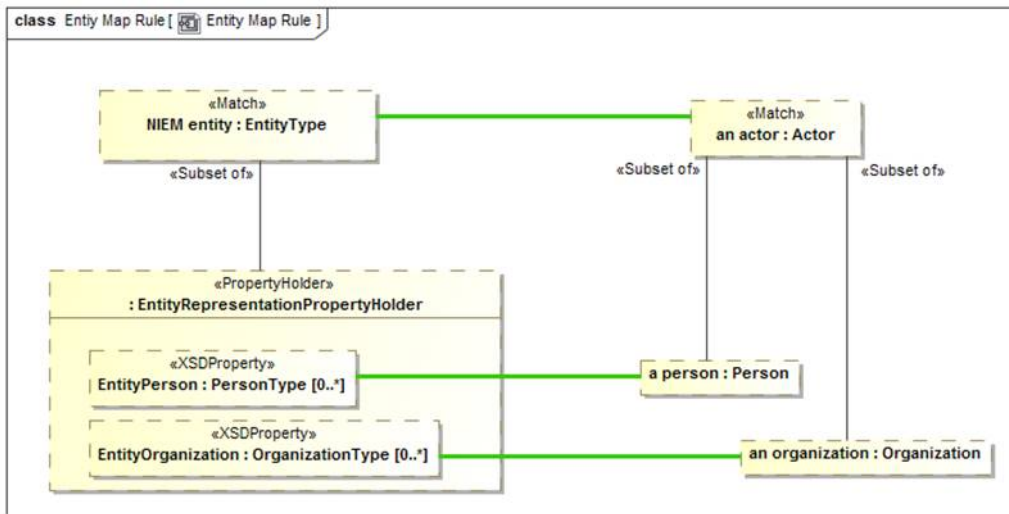 class Entiy Map Rule [ Entity Map Rule ]
«Match»
NIEM entity : EntityType
«Match»
an actor : Actor
«Subset of»
«Subset of»
«Subset of»
«PropertyHolder»
: EntityRepresentationPropertyHolder
«XSDProperty»
EntityPerson : PersonType [0..*]
a person : Person
«XSDProperty»
EntityOrganization : OrganizationType [0..*]
an organization : Organization